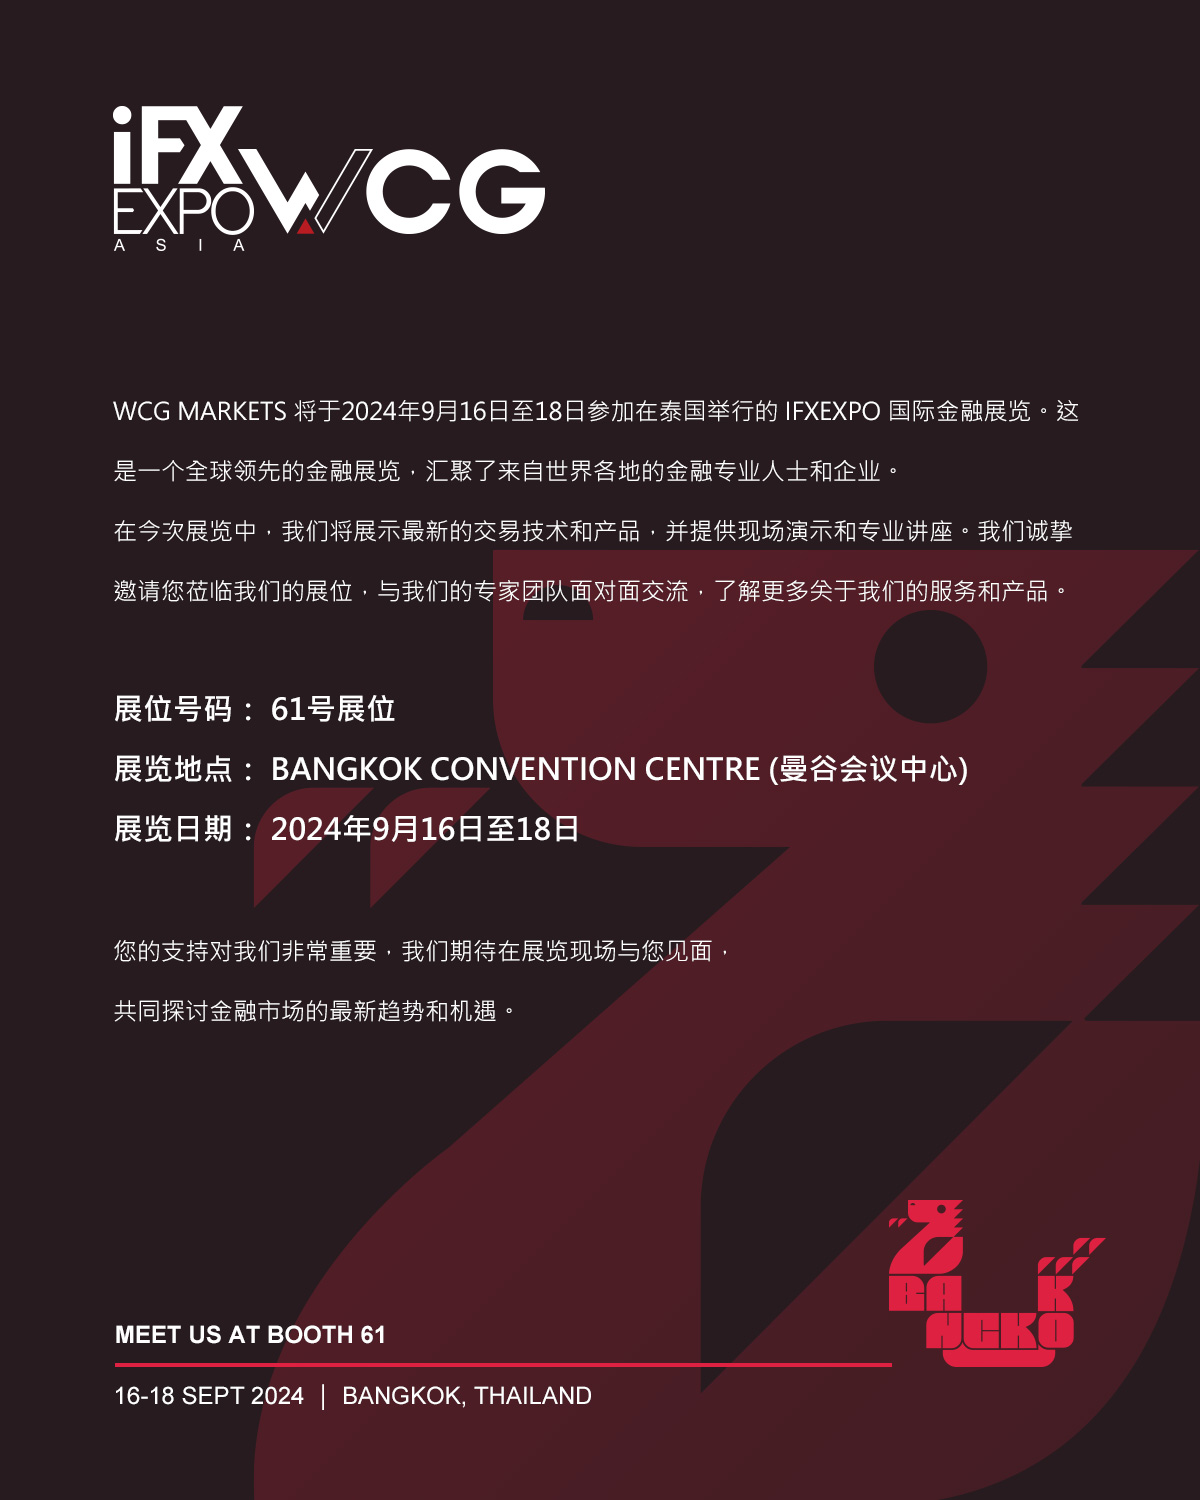 iFX
EXPO
ASIA
WCG
WCG MARKETS 将于2024年9月16日至18日参加在泰国举行的 IFXEXPO 国际金融展览。这
是一个全球领先的金融展览，汇聚了来自世界各地的金融专业人士和企业。
在今次展览中，我们将展示最新的交易技术和产品，并提供现场演示和专业讲座。我们诚挚
邀请您莅临我们的展位，与我们的专家团队面对面交流，了解更多关于我们的服务和产品。
展位号码： 61号展位
展览地点： BANGKOK CONVENTION CENTRE (曼谷会议中心)
展览日期： 2024年9月16日至18日
您的支持对我们非常重要，我们期待在展览现场与您见面，
共同探讨金融市场的最新趋势和机遇。
BA K
NGKO
MEET US AT BOOTH 61
16-18 SEPT 2024 | BANGKOK, THAILAND